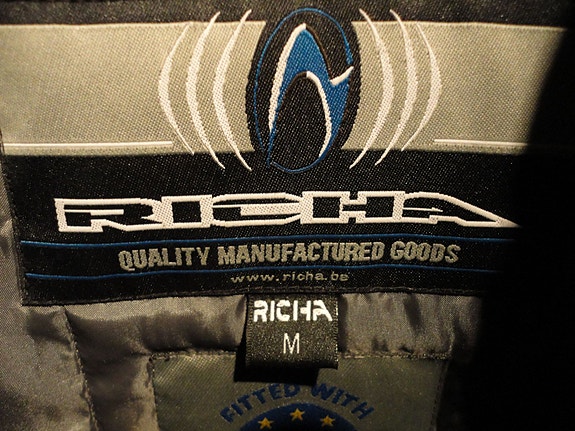 RICHA
QUALITY MANUFACTURED GOODS
www.richa.be
RICHA
M
FITTED WITH